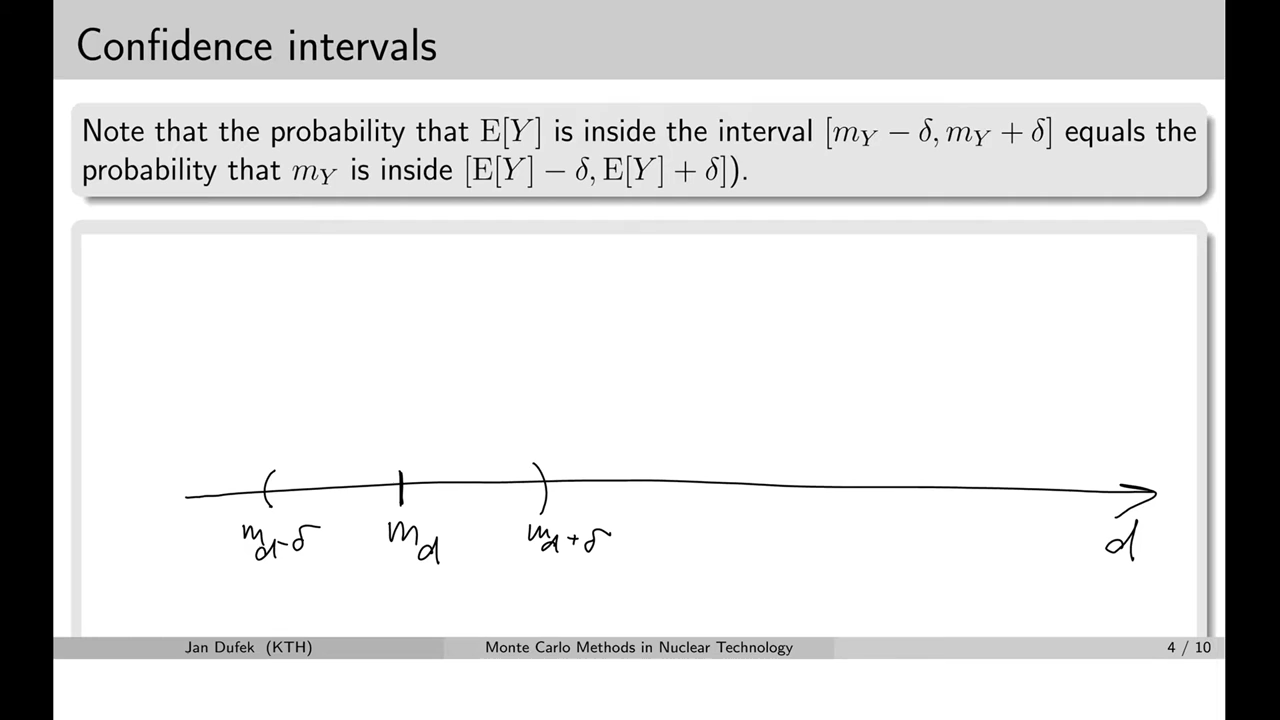 Confidence intervals
Note that the probability that E[Y] is inside the interval [m_Y − δ, m_Y + δ] equals the
probability that m_Y is inside [E[Y] − δ, E[Y] + δ]).
m_d-δ m_d m_d+δ d
Jan Dufek (KTH) Monte Carlo Methods in Nuclear Technology 4 / 10